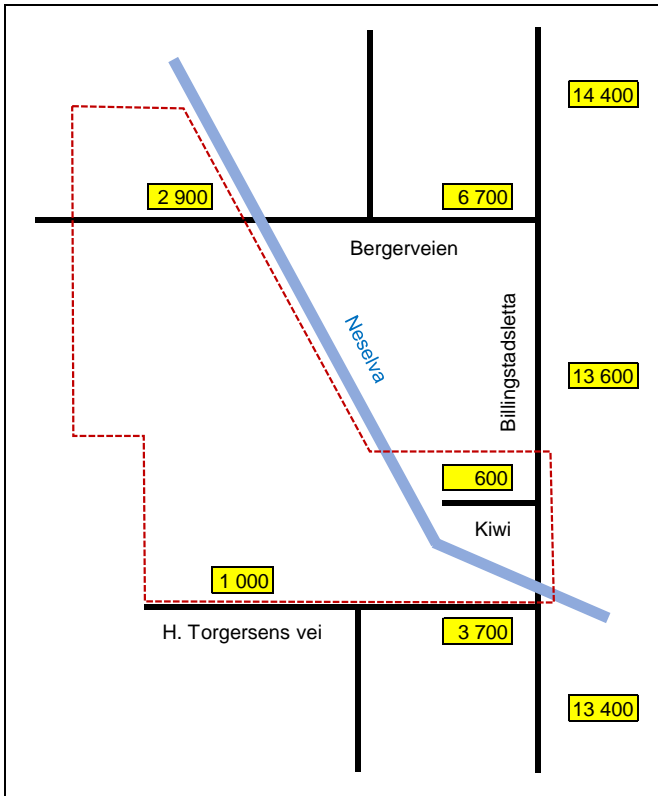 14 400
2 900
6 700
Bergerveien
Neselva
Billingstadsletta
13 600
600
Kiwi
1 000
H. Torgersens vei
3 700
13 400